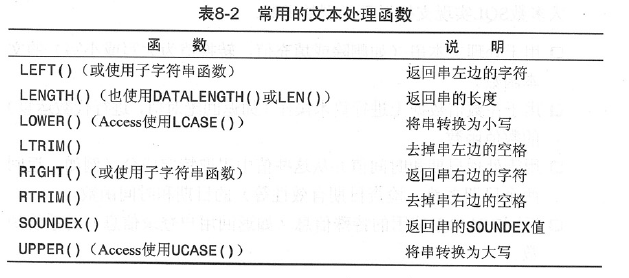 表8-2 常用的文本处理函数
函 数 说 明
LEFT()(或使用子字符串函数) 返回串左边的字符
LENGTH()(也使用DATALENGTH()或LEN()) 返回串的长度
LOWER()(Access使用LCASE()) 将串转换为小写
LTRIM() 去掉串左边的空格
RIGHT()(或使用子字符串函数) 返回串右边的字符
RTRIM() 去掉串右边的空格
SOUNDEX() 返回串的SOUNDEX值
UPPER()(Access使用UCASE()) 将串转换为大写